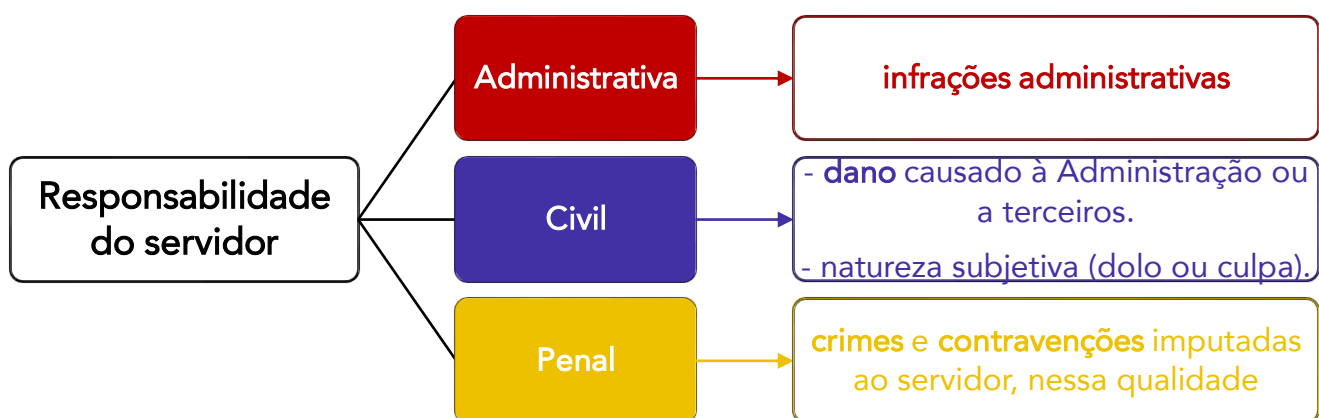 Responsabilidade
do servidor
Administrativa
infrações administrativas
Civil
- dano causado à Administração ou
a terceiros.
- natureza subjetiva (dolo ou culpa).
Penal
crimes e contravenções imputadas
ao servidor, nessa qualidade